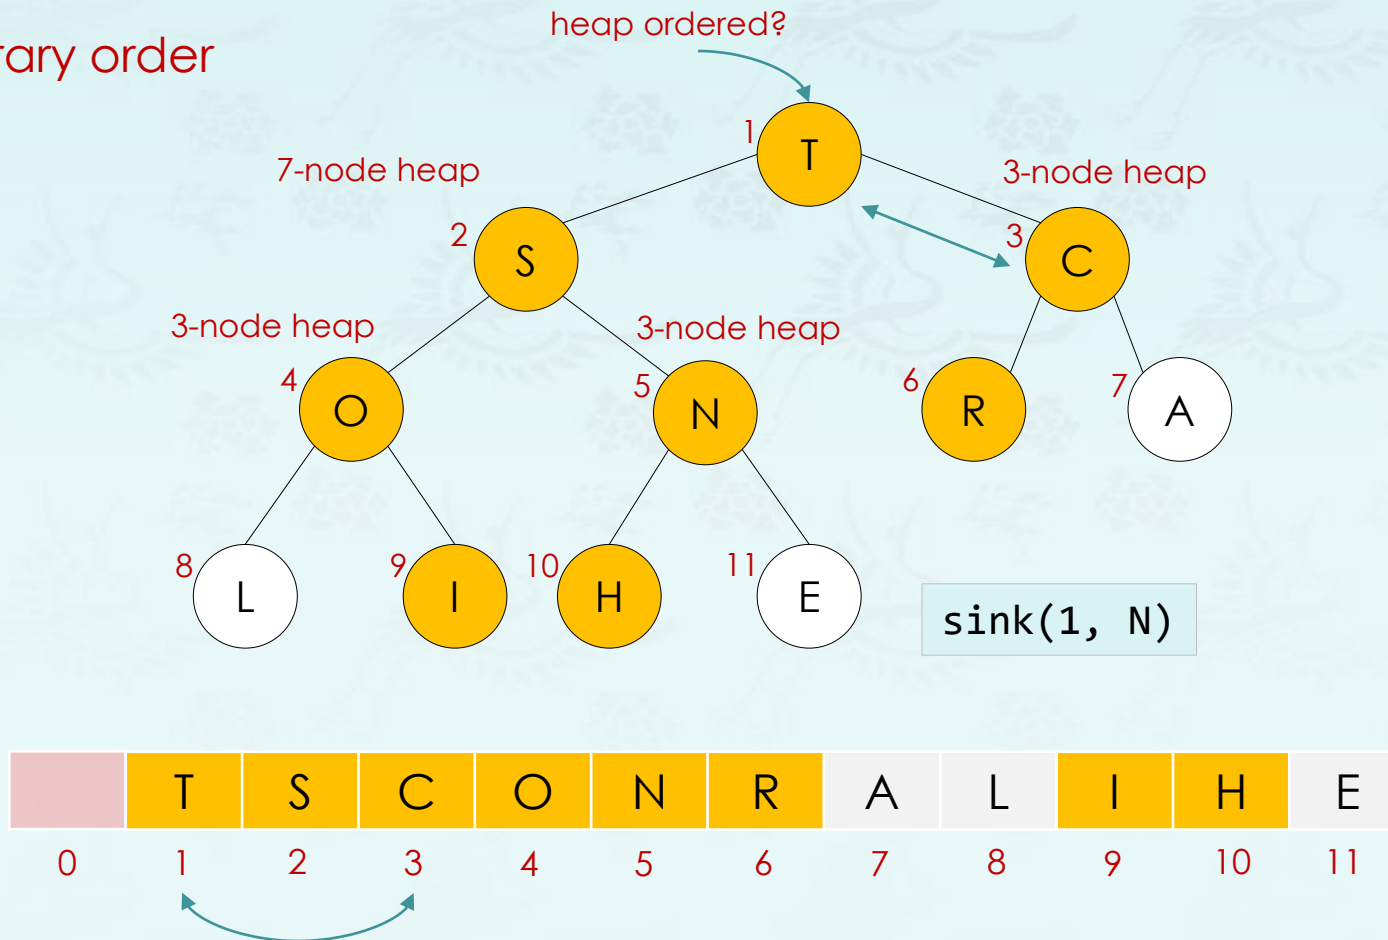 heap ordered?
rary order
1
T
7-node heap
3-node heap
2
S
3
C
3-node heap
3-node heap
4
O
5
N
6
R
7
A
8
L
9
I
10
H
11
E
sink(1, N)
T S C O N R A L I H E
0 1 2 3 4 5 6 7 8 9 10 11